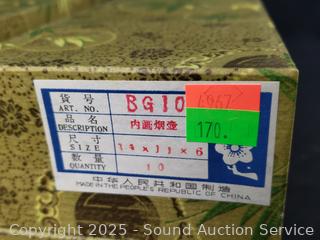 貨号 BG10
ART. NO.
品名 内画烟壶
DESCRIPTION
尺寸 14×11×6
SIZE
数量 10
QUANTITY
中华人民共和国制造
MADE IN THE PEOPLE'S REPUBLIC OF CHINA
4967
170.
Copyright 2025 - Sound Auction Service